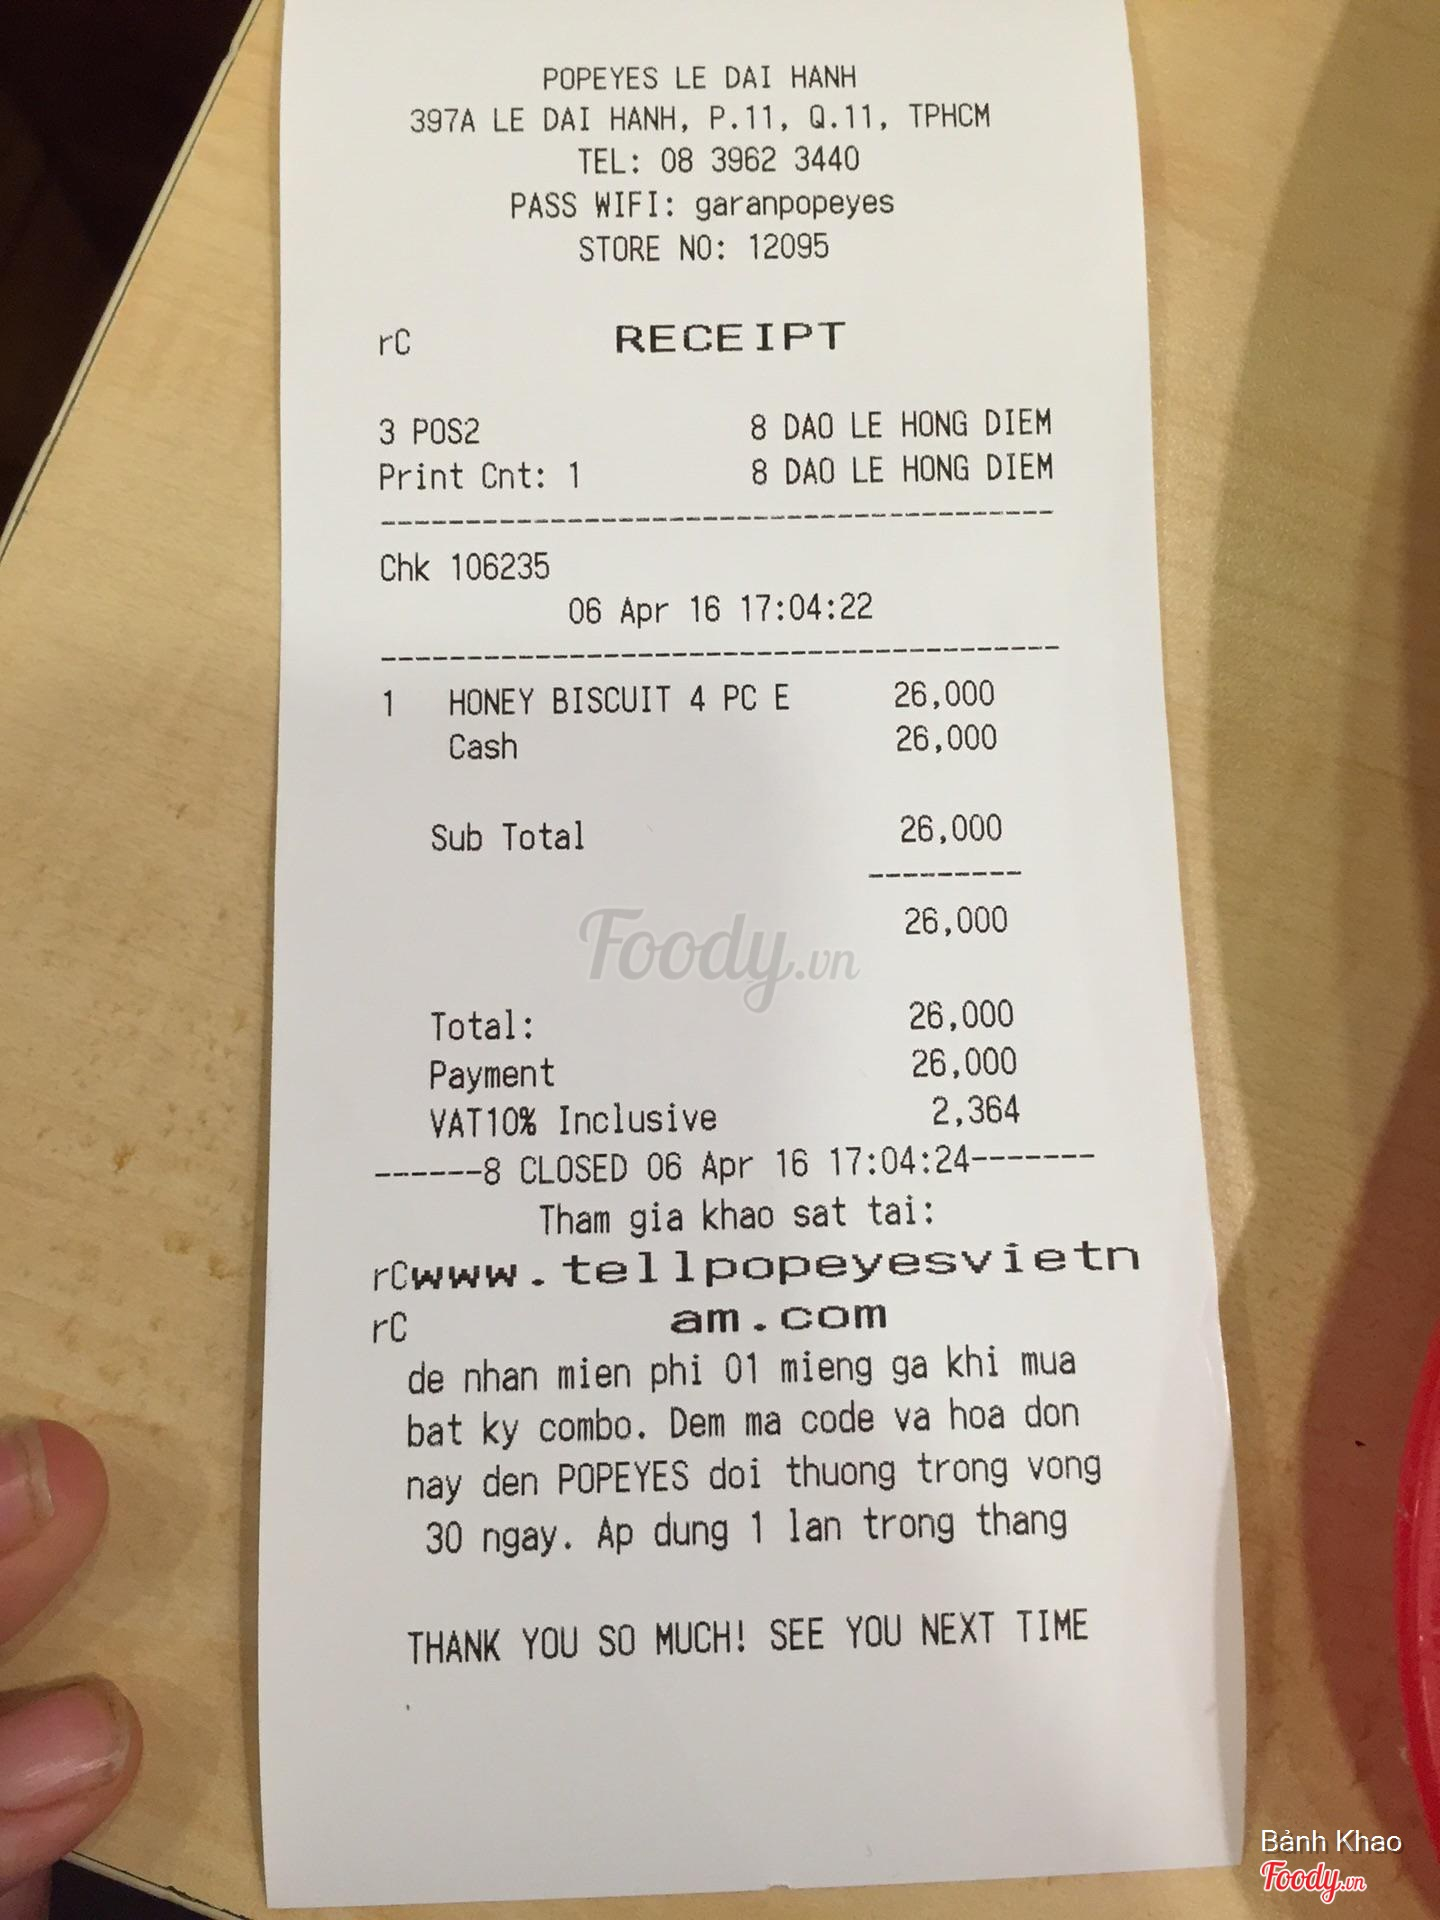 POPEYES LE DAI HANH
397A LE DAI HANH, P.11, Q.11, TPHCM
TEL: 08 3962 3440
PASS WIFI: garanpopeyes
STORE NO: 12095
rC RECEIPT
3 POS2 8 DAO LE HONG DIEM
Print Cnt: 1 8 DAO LE HONG DIEM
----------------------------------------
Chk 106235
06 Apr 16 17:04:22
----------------------------------------
1 HONEY BISCUIT 4 PC E 26,000
Cash 26,000
Sub Total 26,000
---------
26,000
Foody.vn
Total: 26,000
Payment 26,000
VAT10% Inclusive 2,364
------8 CLOSED 06 Apr 16 17:04:24-------
Tham gia khao sat tai:
rCwww.tellpopeyesvietn
rC am.com
de nhan mien phi 01 mieng ga khi mua
bat ky combo. Dem ma code va hoa don
nay den POPEYES doi thuong trong vong
30 ngay. Ap dung 1 lan trong thang
THANK YOU SO MUCH! SEE YOU NEXT TIME
Bảnh Khao
Foody.vn